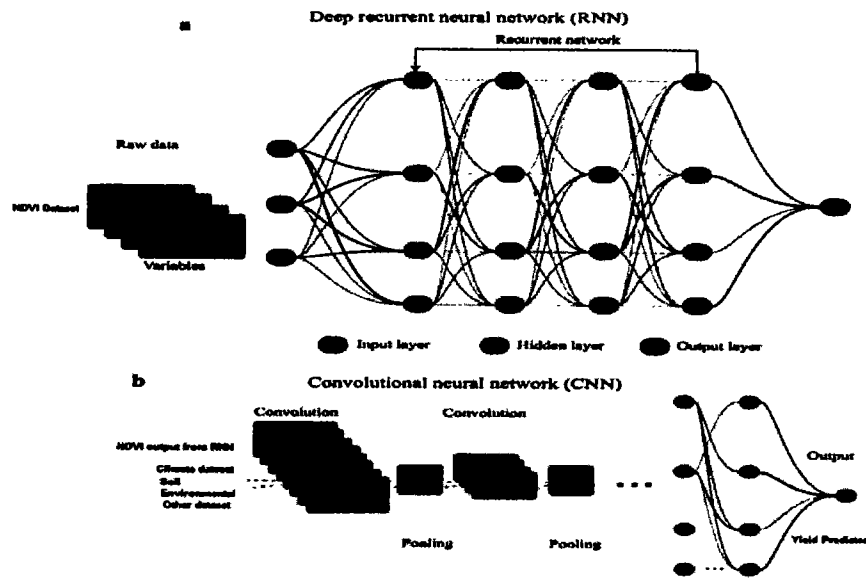 a
Deep recurrent neural network (RNN)
Recurrent network
Raw data
NDVI Dataset
Variables
Input layer
Hidden layer
Output layer
b
Convolutional neural network (CNN)
Convolution
Convolution
NDVI output from RNN
Climate dataset
Soil
Environmental
Other dataset
Pooling
Pooling
Output
Yield Predicted